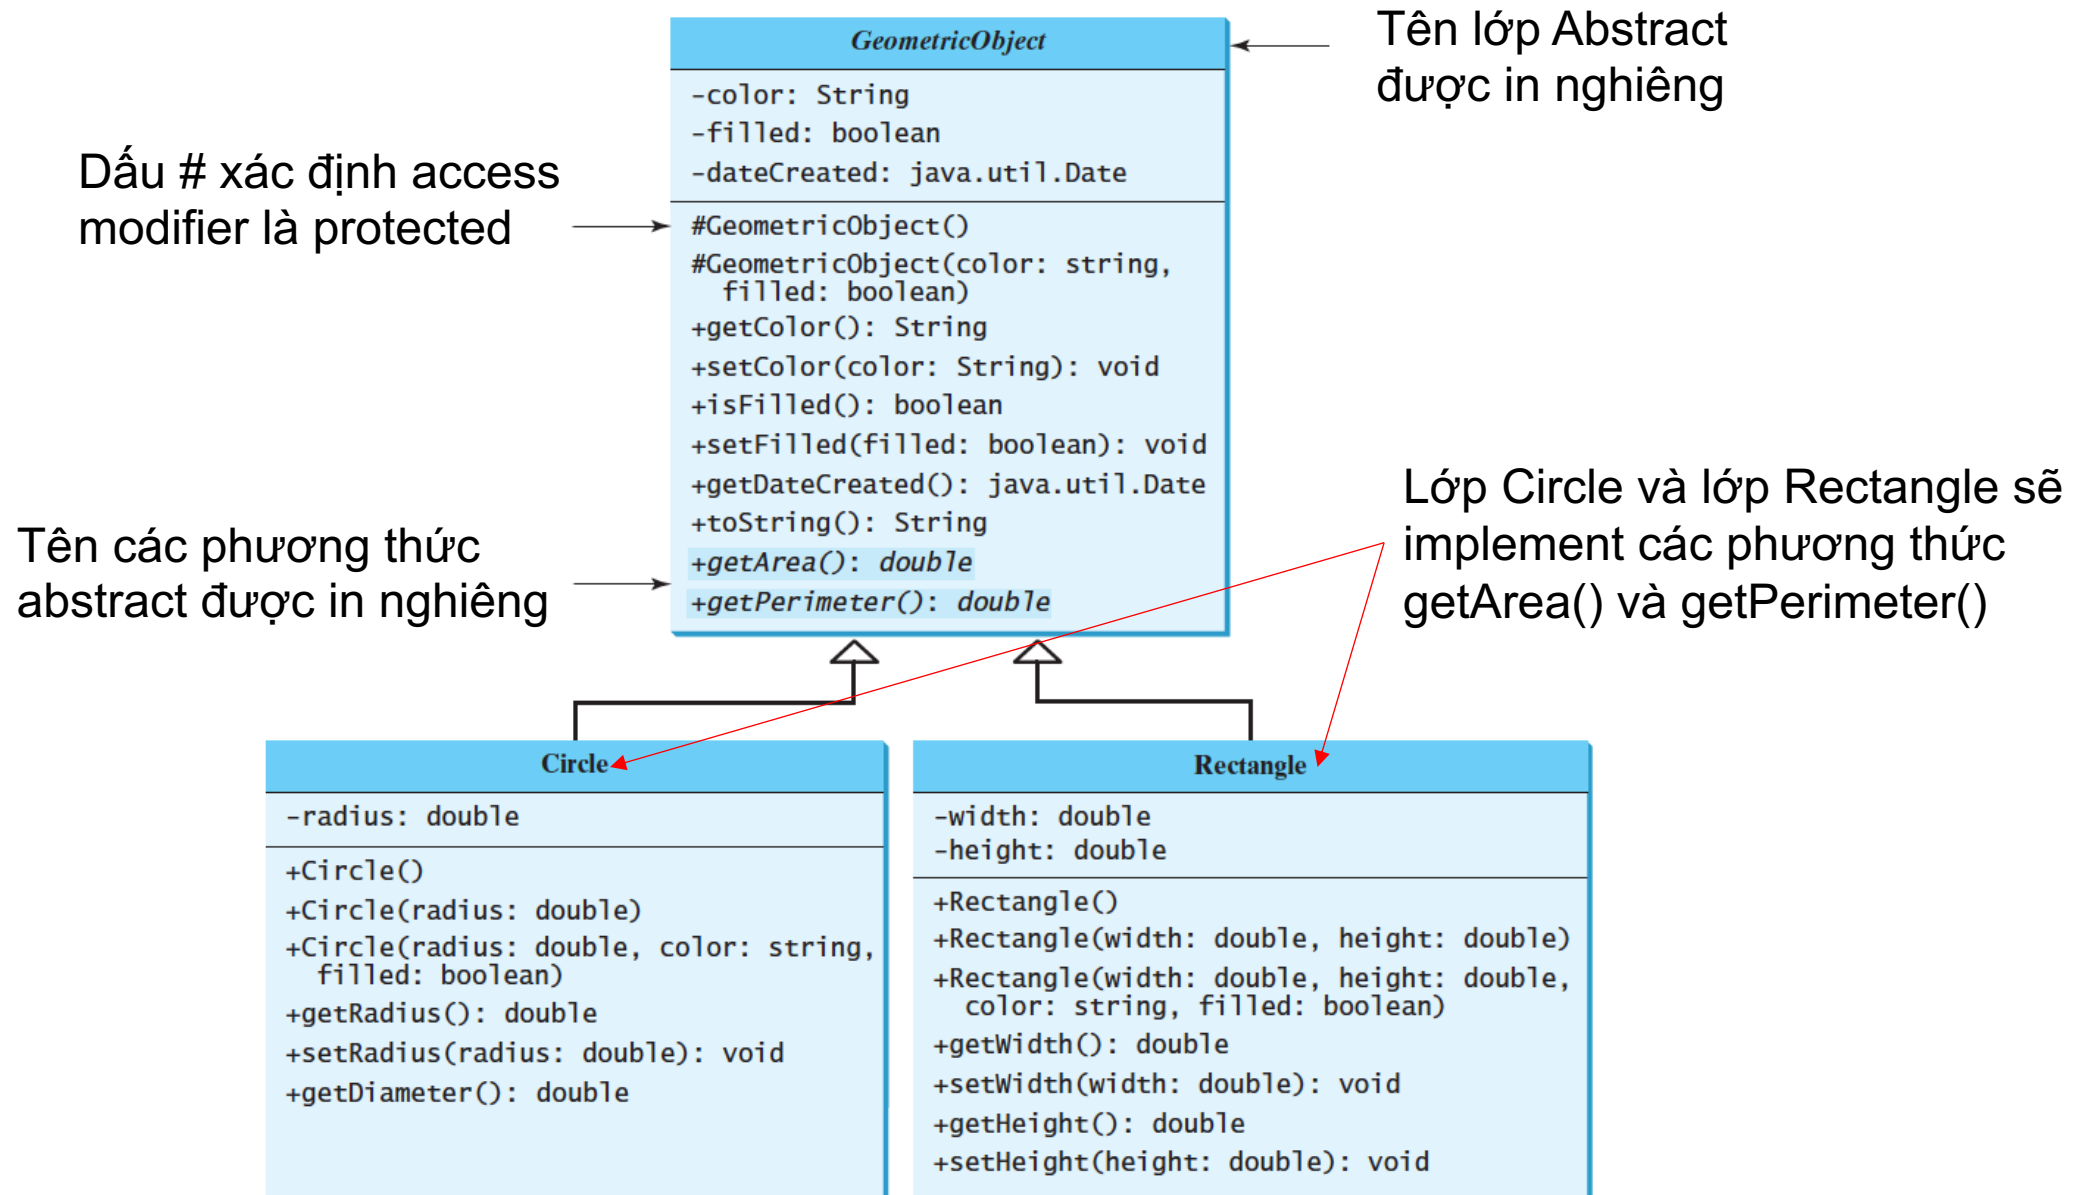 Tên lớp Abstract
được in nghiêng
GeometricObject
-color: String
-filled: boolean
-dateCreated: java.util.Date
Dấu # xác định access
modifier là protected
#GeometricObject()
#GeometricObject(color: string,
filled: boolean)
+getColor(): String
+setColor(color: String): void
+isFilled(): boolean
+setFilled(filled: boolean): void
+getDateCreated(): java.util.Date
+toString(): String
+getArea(): double
+getPerimeter(): double
Tên các phương thức
abstract được in nghiêng
Lớp Circle và lớp Rectangle sẽ
implement các phương thức
getArea() và getPerimeter()
Circle
-radius: double
+Circle()
+Circle(radius: double)
+Circle(radius: double, color: string,
filled: boolean)
+getRadius(): double
+setRadius(radius: double): void
+getDiameter(): double
Rectangle
-width: double
-height: double
+Rectangle()
+Rectangle(width: double, height: double)
+Rectangle(width: double, height: double,
color: string, filled: boolean)
+getWidth(): double
+setWidth(width: double): void
+getHeight(): double
+setHeight(height: double): void